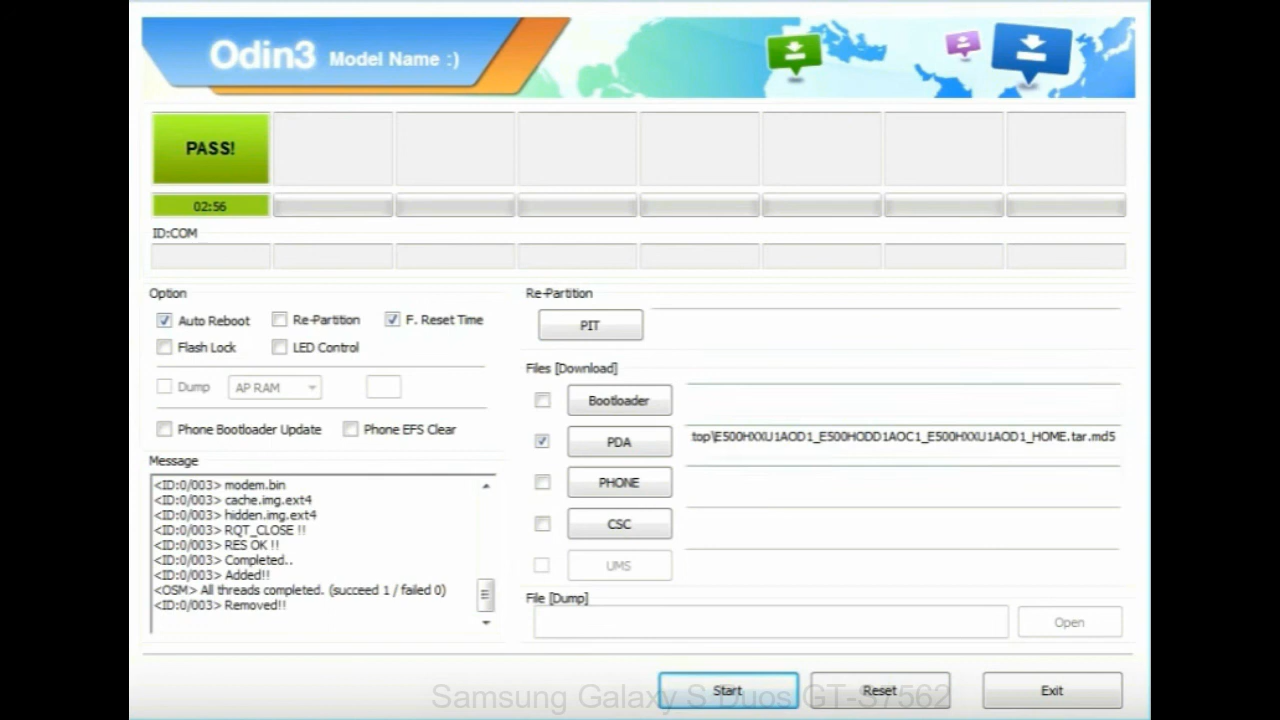 Odin3 Model Name :)
PASS!
02:56
ID:COM
Option
Auto Reboot
Re-Partition
F. Reset Time
Flash Lock
LED Control
Dump
AP RAM
Phone Bootloader Update
Phone EFS Clear
Message
<ID:0/003> modem.bin
<ID:0/003> cache.img.ext4
<ID:0/003> hidden.img.ext4
<ID:0/003> RQT_CLOSE !!
<ID:0/003> RES OK !!
<ID:0/003> Completed..
<ID:0/003> Added!!
<OSM> All threads completed. (succeed 1 / failed 0)
<ID:0/003> Removed!!
Re-Partition
PIT
Files [Download]
Bootloader
PDA top\E500HXXU1AOD1_E500HODD1AOC1_E500HXXU1AOD1_HOME.tar.md5
PHONE
CSC
UMS
File [Dump]
Open
Start
Reset
Exit
Samsung Galaxy S Duos GT-S7562